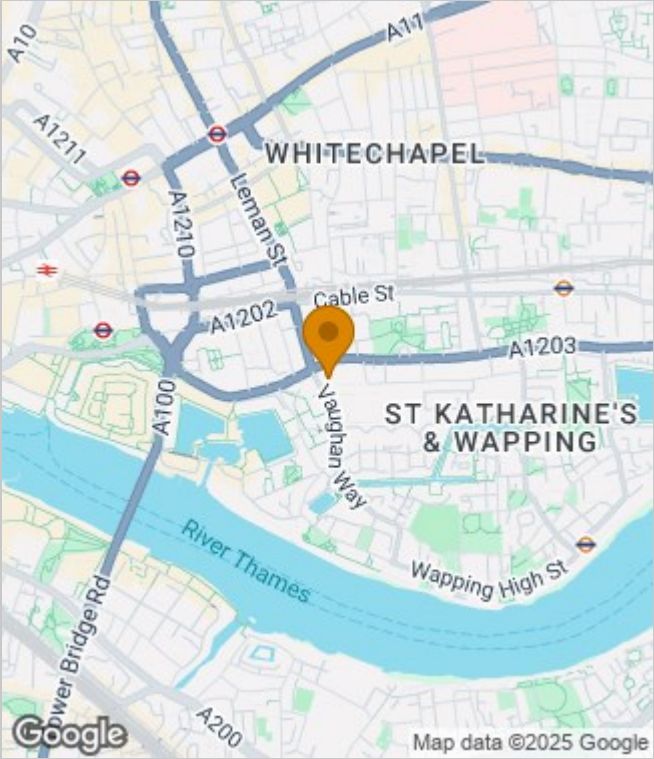 A10
A11
A1211
WHITECHAPEL
Leman St
A1210
Cable St
A1202
A1203
A100
Vaughan Way
ST KATHARINE'S
& WAPPING
River Thames
Wapping High St
ower Bridge Rd
A200
Google
Map data ©2025 Google